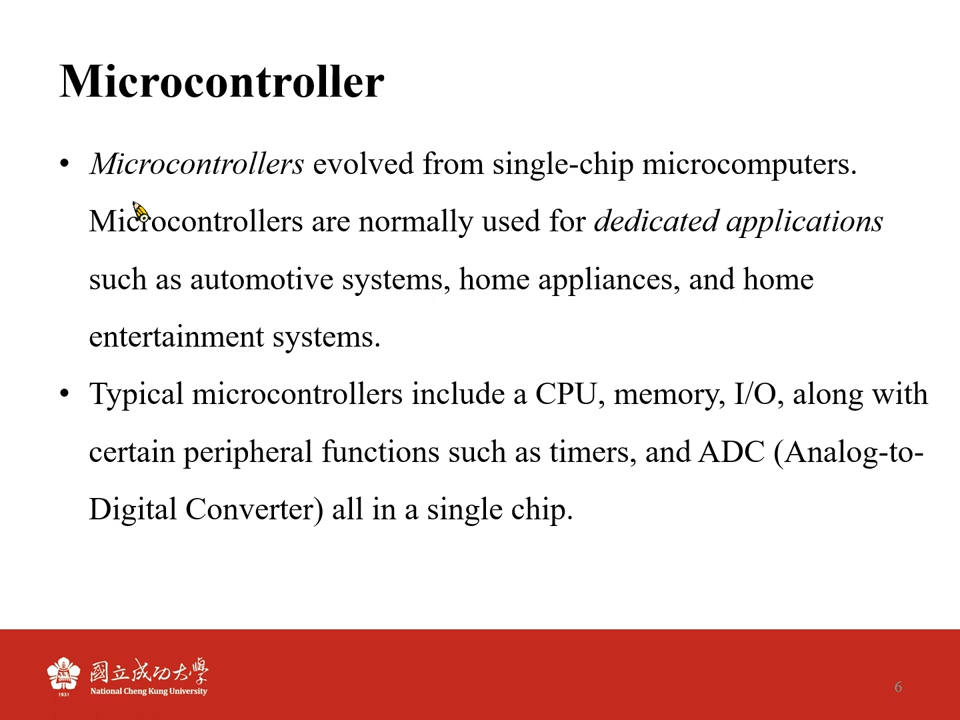 Microcontroller
• Microcontrollers evolved from single-chip microcomputers.
Microcontrollers are normally used for dedicated applications
such as automotive systems, home appliances, and home
entertainment systems.
• Typical microcontrollers include a CPU, memory, I/O, along with
certain peripheral functions such as timers, and ADC (Analog-to-
Digital Converter) all in a single chip.
國立成功大學
National Cheng Kung University
1931
6